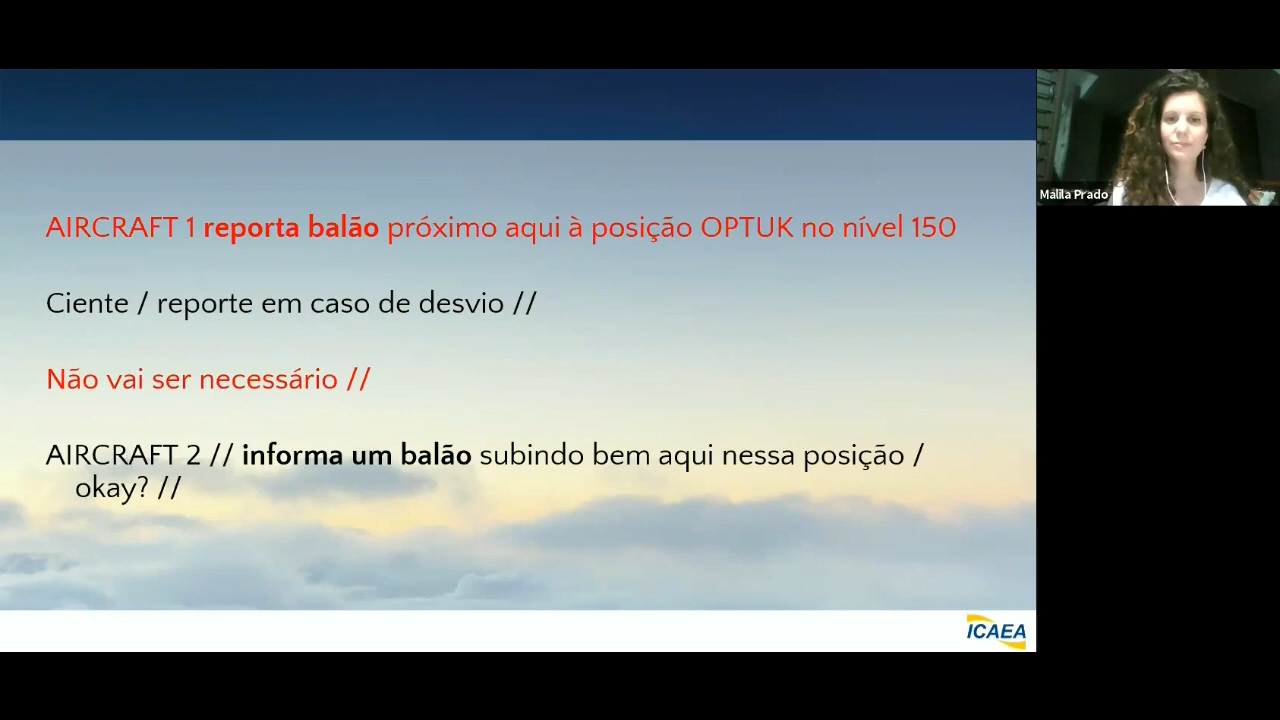 AIRCRAFT 1 reporta balão próximo aqui à posição OPTUK no nível 150
Ciente / reporte em caso de desvio //
Não vai ser necessário //
AIRCRAFT 2 // informa um balão subindo bem aqui nessa posição /
okay? //
ICAEA
Malila Prado